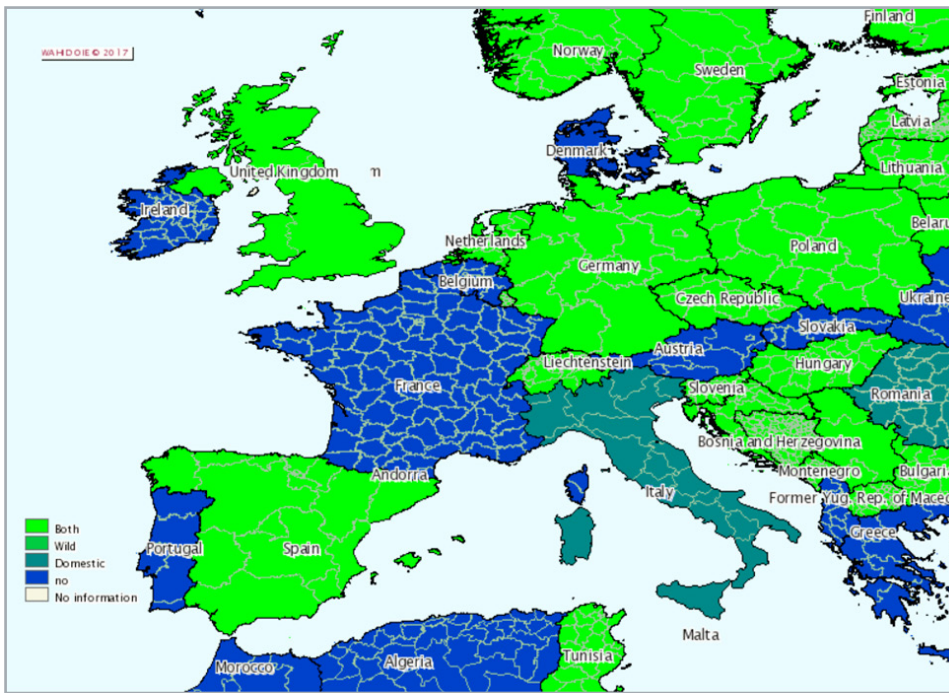 WAHID OIE © 2017
Finland
Norway
Sweden
Estonia
Latvia
Denmark
United Kingdom
m
Lithuania
Ireland
Belaru
Netherlands
Poland
Germany
Belgium
Czech Republic
Ukraine
Slovakia
Austria
Liechtenstein
Hungary
France
Slovenia
Romania
Bosnia and Herzegovina
Andorra
Montenegro
Bulgari
Italy
Former Yug. Rep. of Maced
Both
Wild
Domestic
no
No information
Portugal
Spain
Greece
Malta
Morocco
Algeria
Tunisia